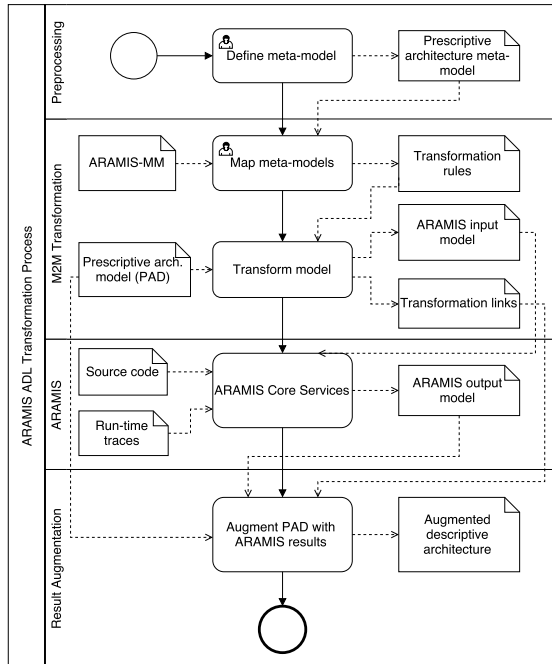 ARAMIS ADL Transformation Process
Preprocessing
Define meta-model
Prescriptive
architecture meta-
model
M2M Transformation
ARAMIS-MM
Map meta-models
Transformation
rules
Prescriptive arch.
model (PAD)
Transform model
ARAMIS input
model
Transformation links
ARAMIS
Source code
Run-time
traces
ARAMIS Core Services
ARAMIS output
model
Result Augmentation
Augment PAD with
ARAMIS results
Augmented
descriptive
architecture